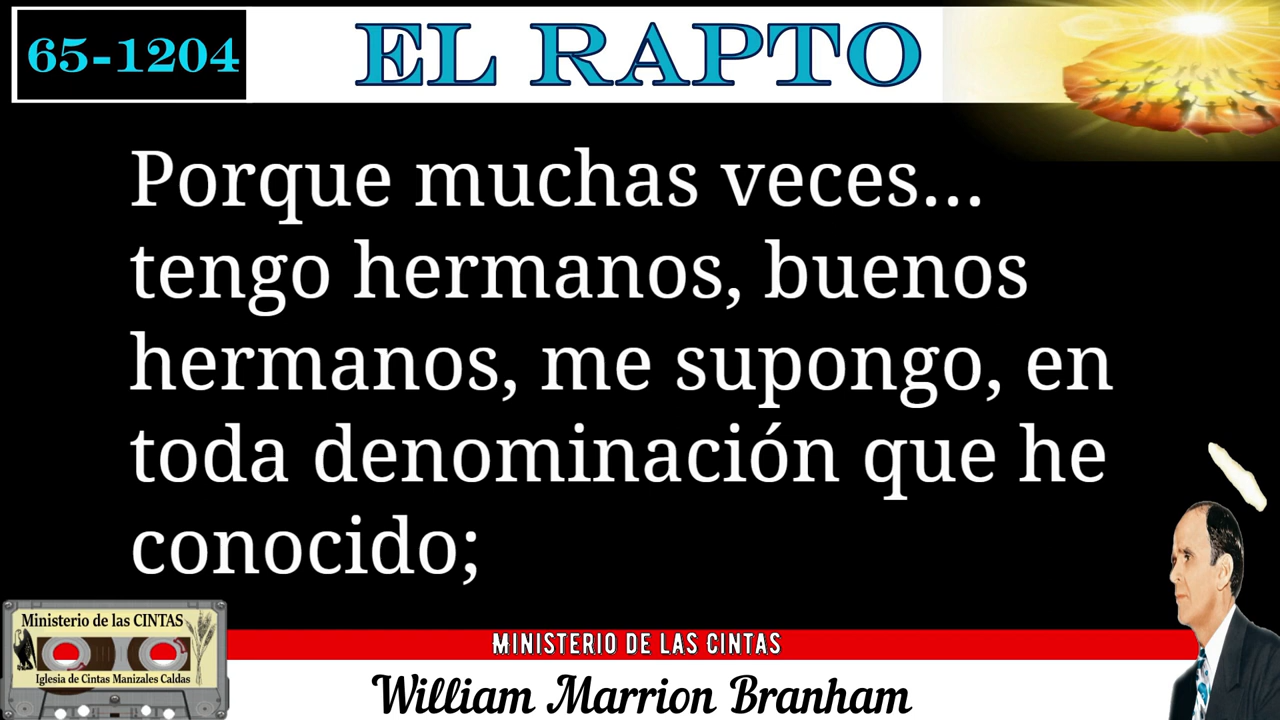 65-1204
EL RAPTO
Porque muchas veces...
tengo hermanos, buenos
hermanos, me supongo, en
toda denominación que he
conocido;
Ministerio de las CINTAS
Iglesia de Cintas Manizales Caldas
MINISTERIO DE LAS CINTAS
William Marrion Branham